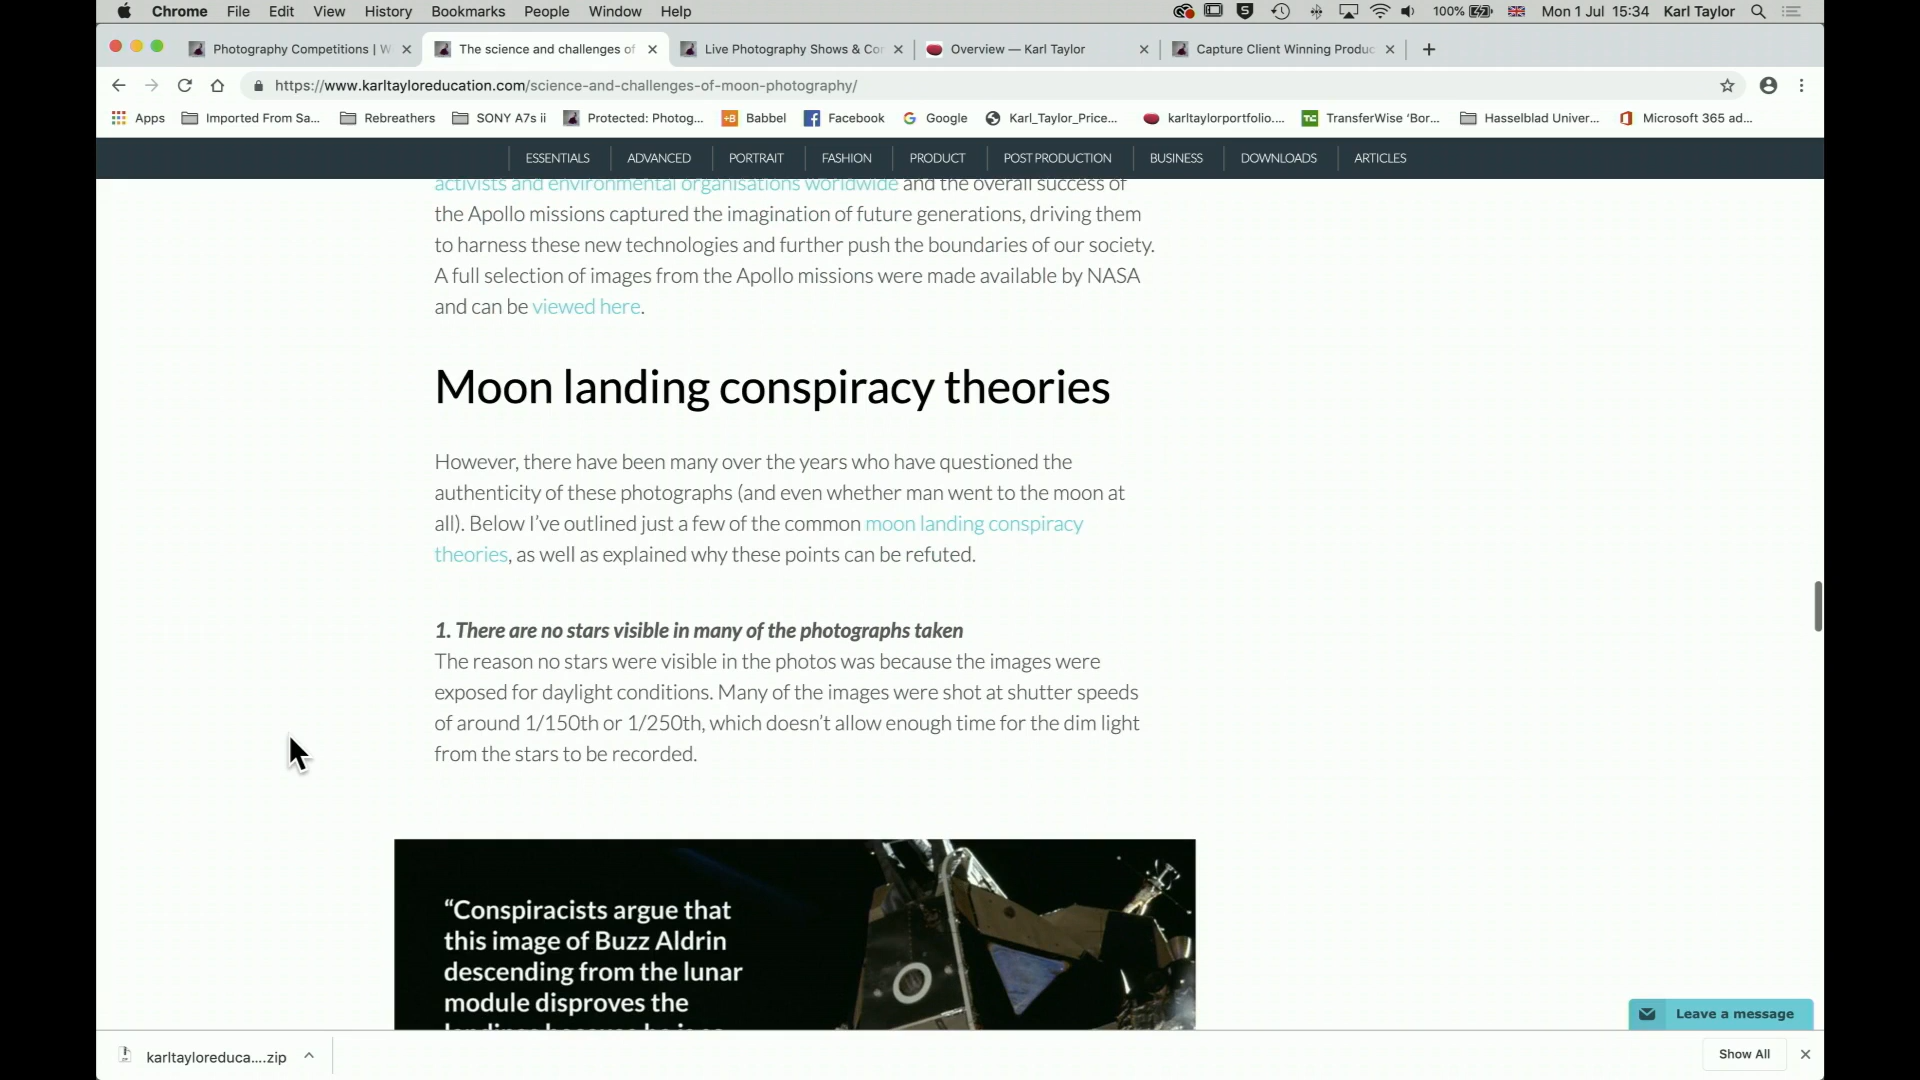 Chrome File Edit View History Bookmarks People Window Help 100% Mon 1 Jul 15:34 Karl Taylor
Photography Competitions | W The science and challenges of Live Photography Shows & Co Overview — Karl Taylor Capture Client Winning Produc
https://www.karltayloreducation.com/science-and-challenges-of-moon-photography/
Apps Imported From Sa... Rebreathers SONY A7s ii Protected: Photog... Babbel Facebook Google Karl_Taylor_Price... karltaylorportfolio.... TransferWise ‘Bor... Hasselblad Univer... Microsoft 365 ad...
ESSENTIALS ADVANCED PORTRAIT FASHION PRODUCT POST PRODUCTION BUSINESS DOWNLOADS ARTICLES
activists and environmental organisations worldwide and the overall success of
the Apollo missions captured the imagination of future generations, driving them
to harness these new technologies and further push the boundaries of our society.
A full selection of images from the Apollo missions were made available by NASA
and can be viewed here.
Moon landing conspiracy theories
However, there have been many over the years who have questioned the
authenticity of these photographs (and even whether man went to the moon at
all). Below I’ve outlined just a few of the common moon landing conspiracy
theories, as well as explained why these points can be refuted.
1. There are no stars visible in many of the photographs taken
The reason no stars were visible in the photos was because the images were
exposed for daylight conditions. Many of the images were shot at shutter speeds
of around 1/150th or 1/250th, which doesn’t allow enough time for the dim light
from the stars to be recorded.
“Conspiracists argue that
this image of Buzz Aldrin
descending from the lunar
module disproves the
Leave a message
karltayloreduca....zip Show All